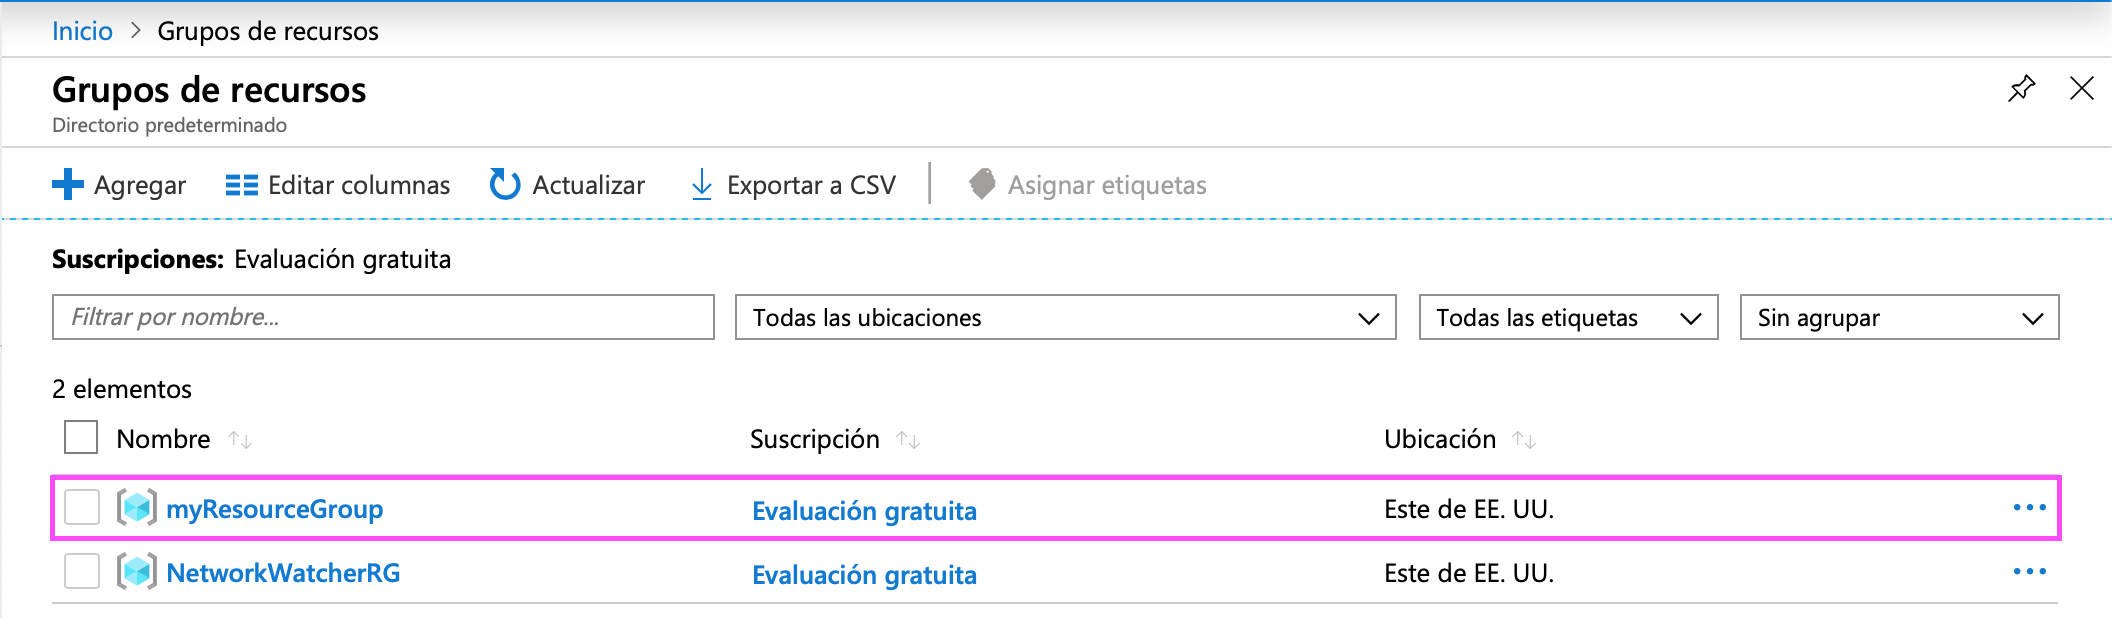 Inicio > Grupos de recursos
Grupos de recursos
Directorio predeterminado
Agregar Editar columnas Actualizar Exportar a CSV Asignar etiquetas
Suscripciones: Evaluación gratuita
Filtrar por nombre... Todas las ubicaciones Todas las etiquetas Sin agrupar
2 elementos
Nombre Suscripción Ubicación
myResourceGroup Evaluación gratuita Este de EE. UU.
NetworkWatcherRG Evaluación gratuita Este de EE. UU.